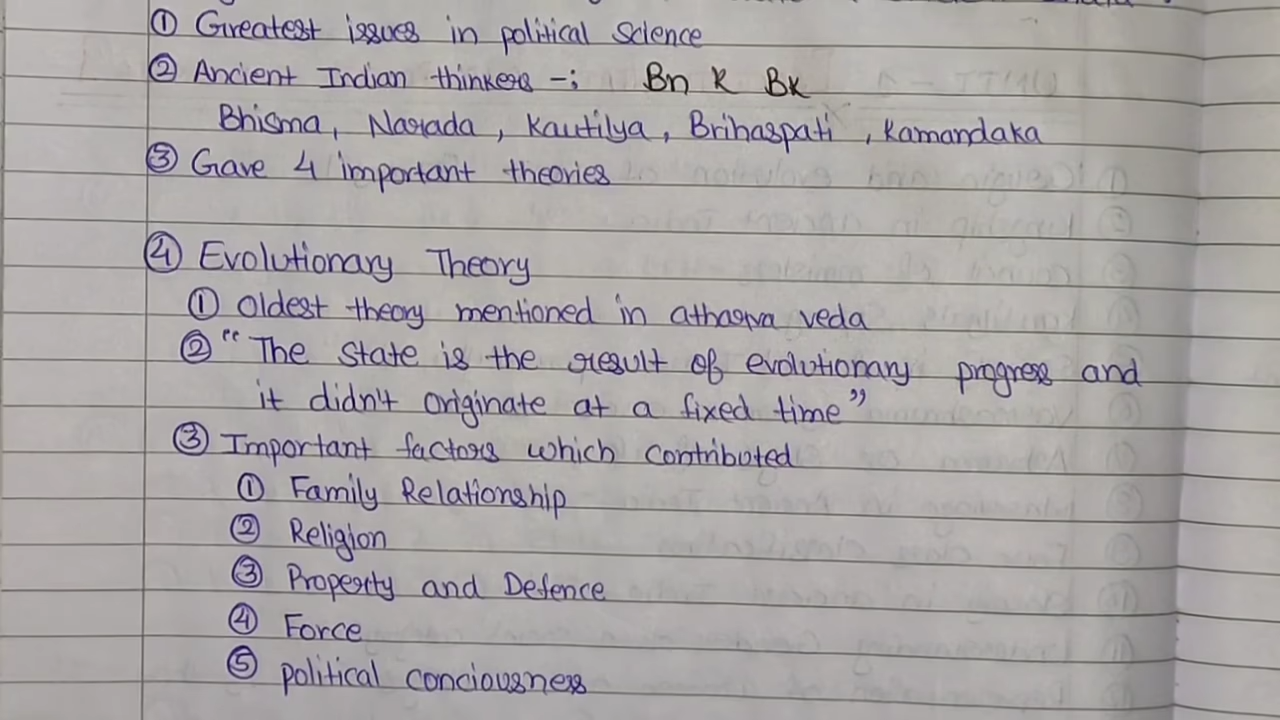 ① Greatest issues in political Science
② Ancient Indian thinkers -: Bn K BK
Bhisma, Narada, Kautilya, Brihaspati, Kamandaka
③ Gave 4 important theories
④ Evolutionary Theory
① Oldest theory mentioned in atharva veda
② "The state is the result of evolutionary progress and
it didn't originate at a fixed time"
③ Important factors which contributed
① Family Relationship
② Religion
③ Property and Defence
④ Force
⑤ political conciousness